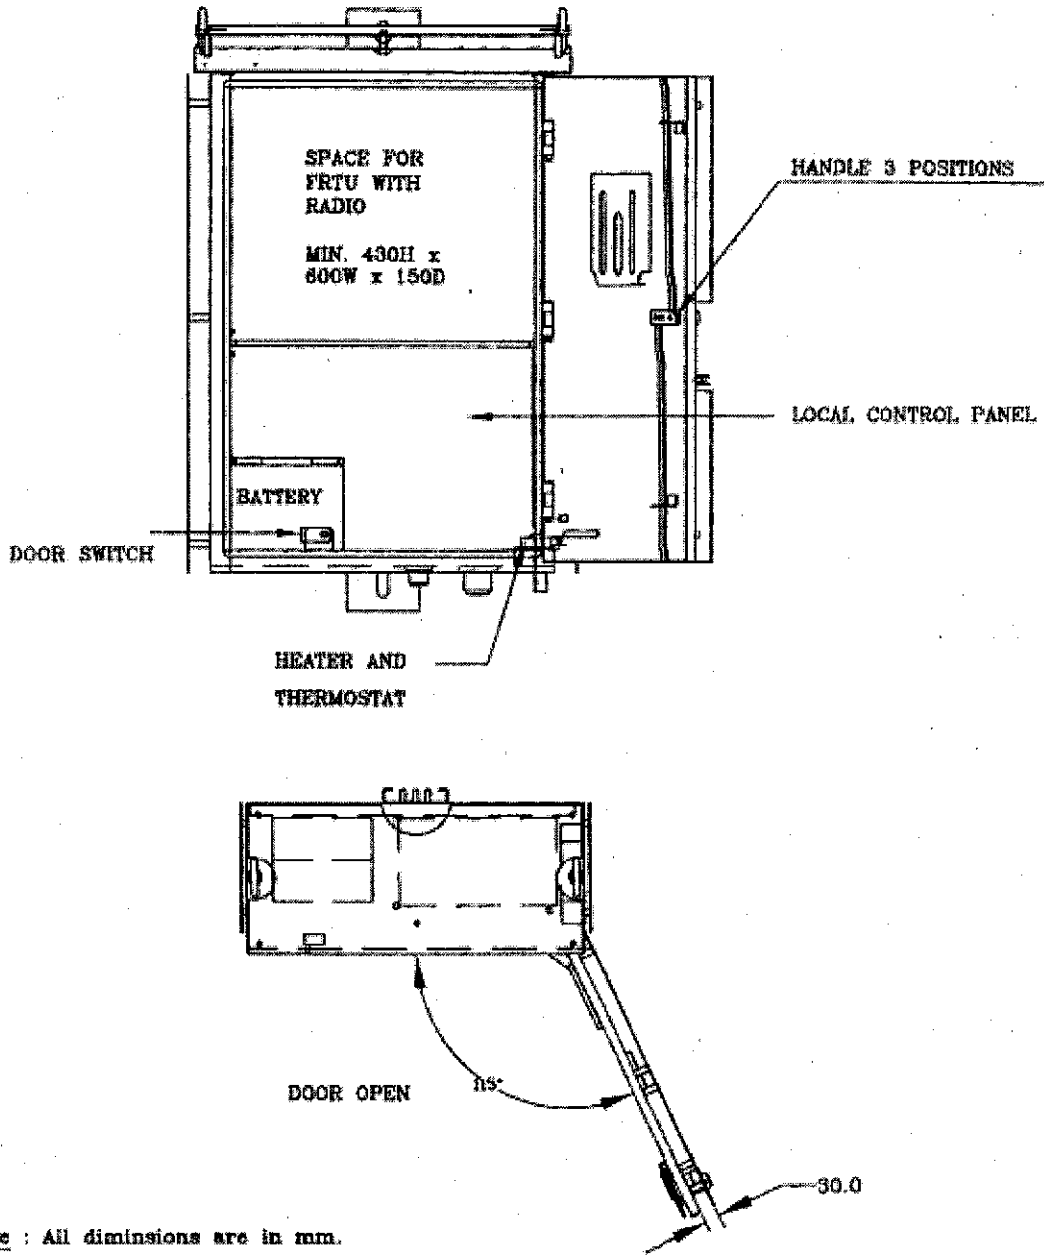 SPACE FOR
FRTU WITH
RADIO
MIN. 430H x
600W x 150D
HANDLE 3 POSITIONS
LOCAL CONTROL PANEL
BATTERY
DOOR SWITCH
HEATER AND
THERMOSTAT
DOOR OPEN
115°
30.0
e : All diminsions are in mm.